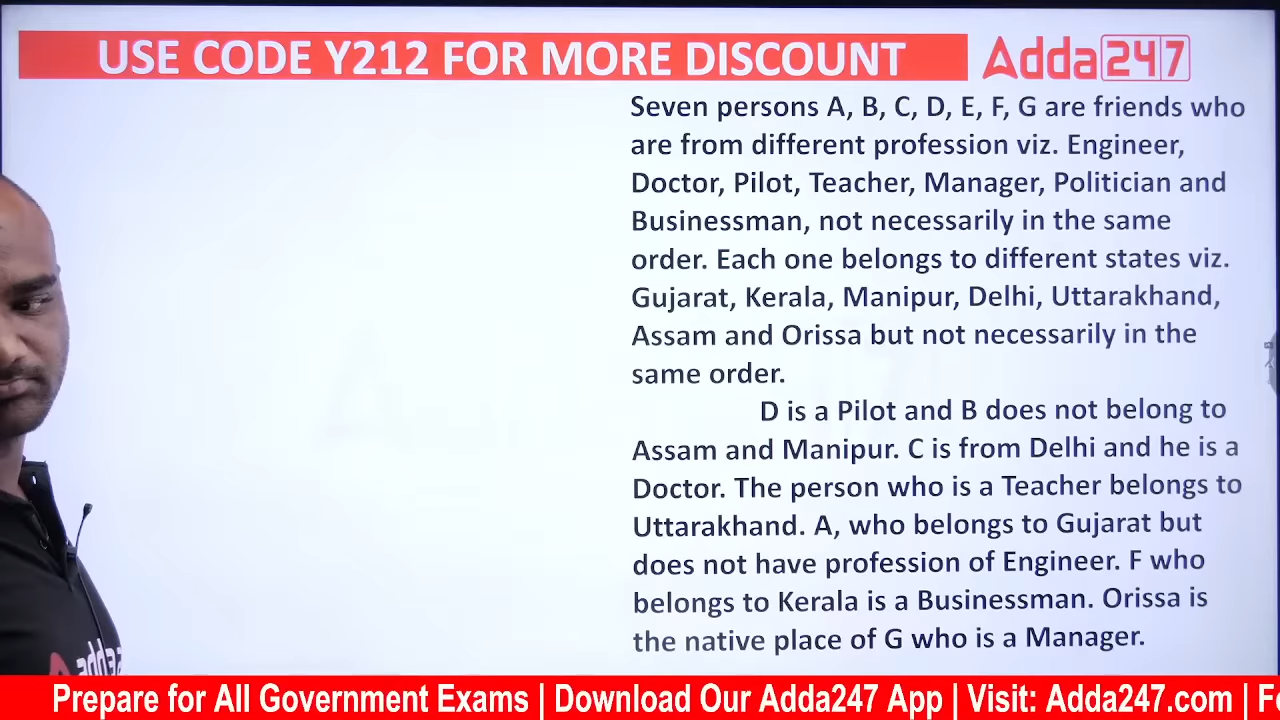 USE CODE Y212 FOR MORE DISCOUNT
Adda247
Seven persons A, B, C, D, E, F, G are friends who
are from different profession viz. Engineer,
Doctor, Pilot, Teacher, Manager, Politician and
Businessman, not necessarily in the same
order. Each one belongs to different states viz.
Gujarat, Kerala, Manipur, Delhi, Uttarakhand,
Assam and Orissa but not necessarily in the
same order.
D is a Pilot and B does not belong to
Assam and Manipur. C is from Delhi and he is a
Doctor. The person who is a Teacher belongs to
Uttarakhand. A, who belongs to Gujarat but
does not have profession of Engineer. F who
belongs to Kerala is a Businessman. Orissa is
the native place of G who is a Manager.
Prepare for All Government Exams | Download Our Adda247 App | Visit: Adda247.com |